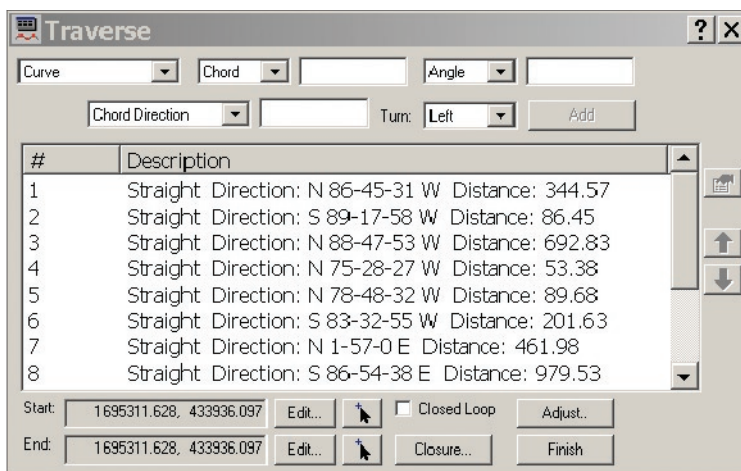 Traverse ? X
Curve Chord Angle
Chord Direction Turn: Left Add
# Description
1 Straight Direction: N 86-45-31 W Distance: 344.57
2 Straight Direction: S 89-17-58 W Distance: 86.45
3 Straight Direction: N 88-47-53 W Distance: 692.83
4 Straight Direction: N 75-28-27 W Distance: 53.38
5 Straight Direction: N 78-48-32 W Distance: 89.68
6 Straight Direction: S 83-32-55 W Distance: 201.63
7 Straight Direction: N 1-57-0 E Distance: 461.98
8 Straight Direction: S 86-54-38 E Distance: 979.53
Start: 1695311.628, 433936.097 Edit... Closed Loop Adjust..
End: 1695311.628, 433936.097 Edit... Closure... Finish